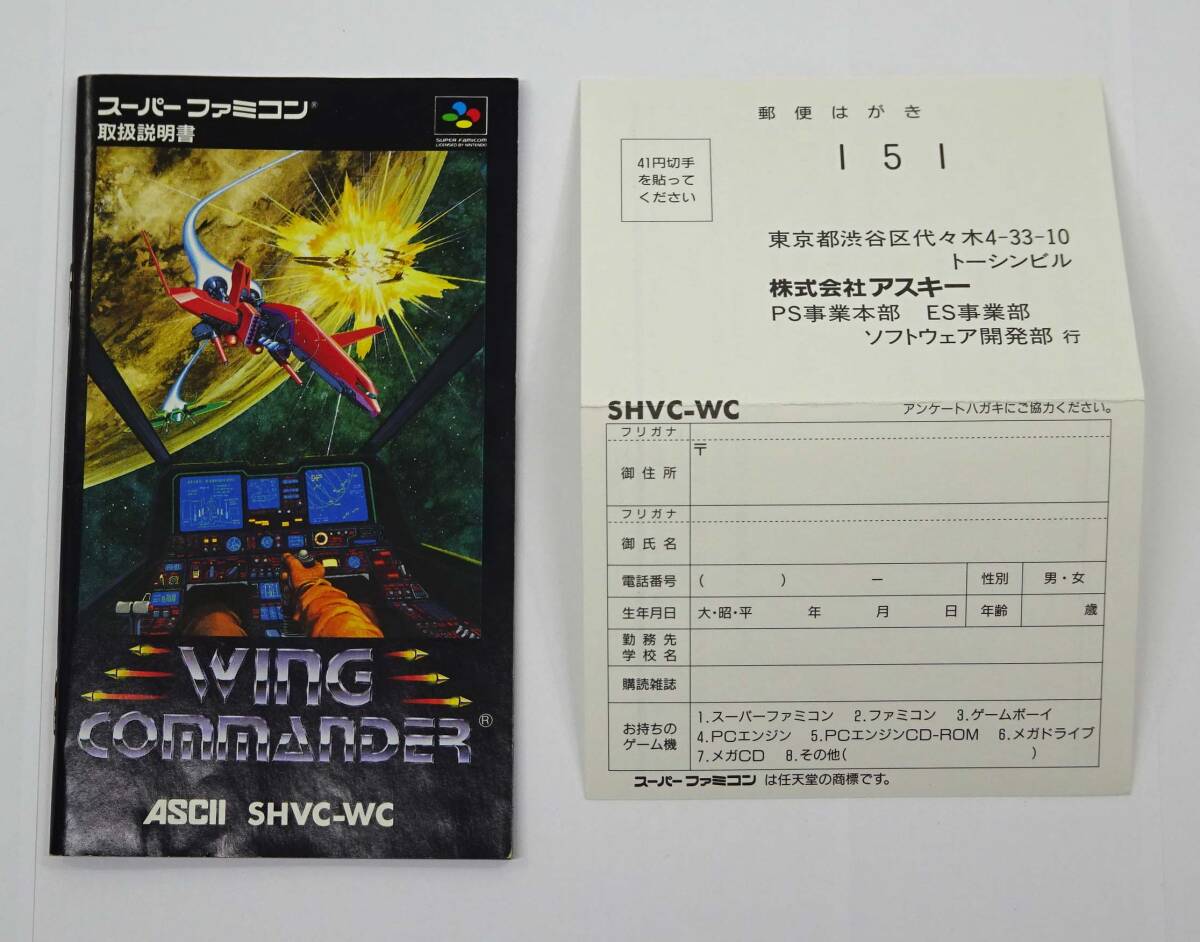 スーパーファミコン®
取扱説明書
SUPER FAMICOM
LICENSED BY NINTENDO
WING
COMMANDER®
ASCII SHVC-WC
郵便はがき
151
41円切手
を貼って
ください
東京都渋谷区代々木4-33-10
トーシンビル
株式会社アスキー
PS事業本部 ES事業部
ソフトウェア開発部 行
SHVC-WC
アンケートハガキにご協力ください。
フリガナ
御住所 〒
フリガナ
御氏名
電話番号 ( ) ー 性別 男・女
生年月日 大・昭・平 年 月 日 年齢 歳
勤務先
学校名
購読雑誌
お持ちの
ゲーム機
1.スーパーファミコン 2.ファミコン 3.ゲームボーイ
4.PCエンジン 5.PCエンジンCD-ROM 6.メガドライブ
7.メガCD 8.その他( )
スーパーファミコン は任天堂の商標です。